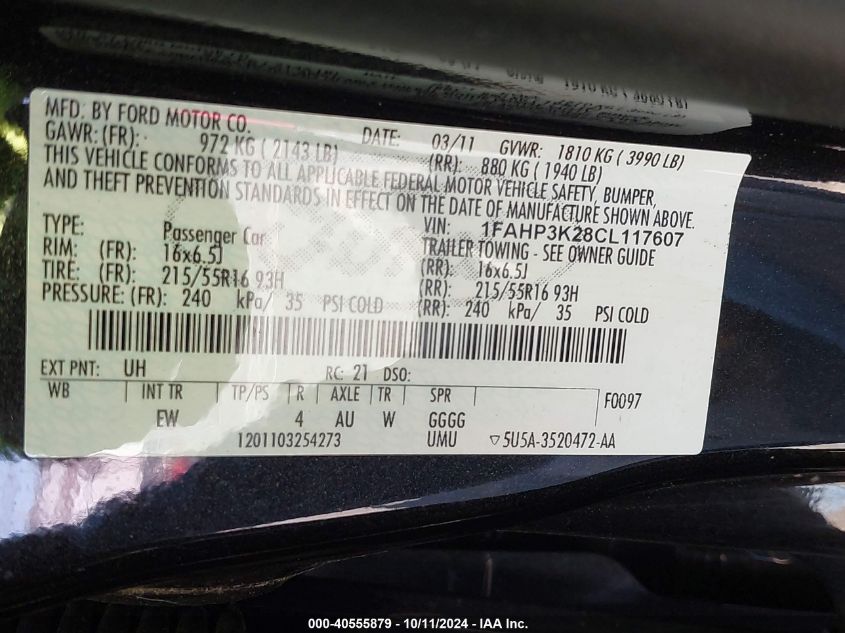 MFD. BY FORD MOTOR CO.
DATE: 03/11 GVWR: 1810 KG ( 3990 LB)
GAWR: (FR): 972 KG ( 2143 LB) (RR): 880 KG ( 1940 LB)
THIS VEHICLE CONFORMS TO ALL APPLICABLE FEDERAL MOTOR VEHICLE SAFETY, BUMPER,
AND THEFT PREVENTION STANDARDS IN EFFECT ON THE DATE OF MANUFACTURE SHOWN ABOVE.
VIN: 1FAHP3K28CL117607
TYPE: Passenger Car TRAILER TOWING - SEE OWNER GUIDE
RIM: (FR): 16x6.5J (RR): 16x6.5J
TIRE: (FR): 215/55R16 93H (RR): 215/55R16 93H
PRESSURE: (FR): 240 kPa/ 35 PSI COLD (RR): 240 kPa/ 35 PSI COLD
EXT PNT: UH RC: 21 DSO:
WB INT TR TP/PS R AXLE TR SPR F0097
EW 4 AU W GGGG
1201103254273 UMU ▽5U5A-3520472-AA
000-40555879 - 10/11/2024 - IAA Inc.